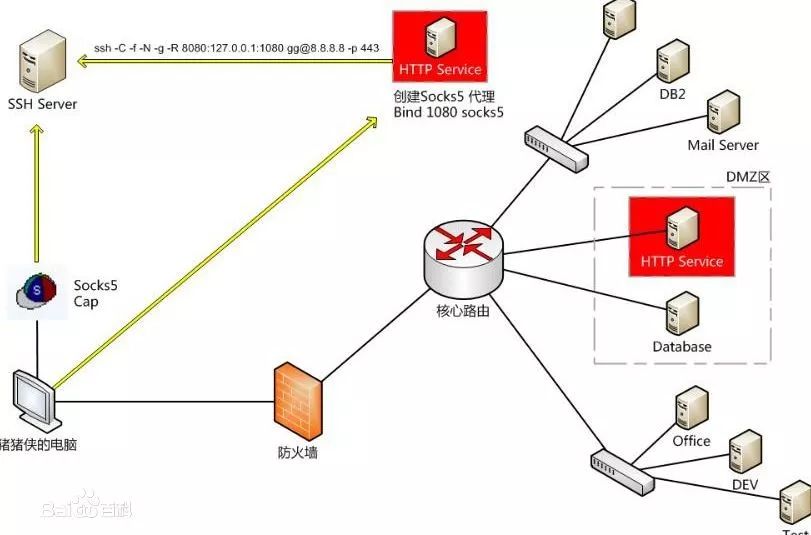 ssh -C -f -N -g -R 8080:127.0.0.1:1080 gg@8.8.8.8 -p 443
SSH Server
HTTP Service
创建Socks5 代理
Bind 1080 socks5
DB2
Mail Server
DMZ区
HTTP Service
Database
核心路由
Socks5
Cap
S
猪猪侠的电脑
防火墙
Office
DEV
Test
Bai百科